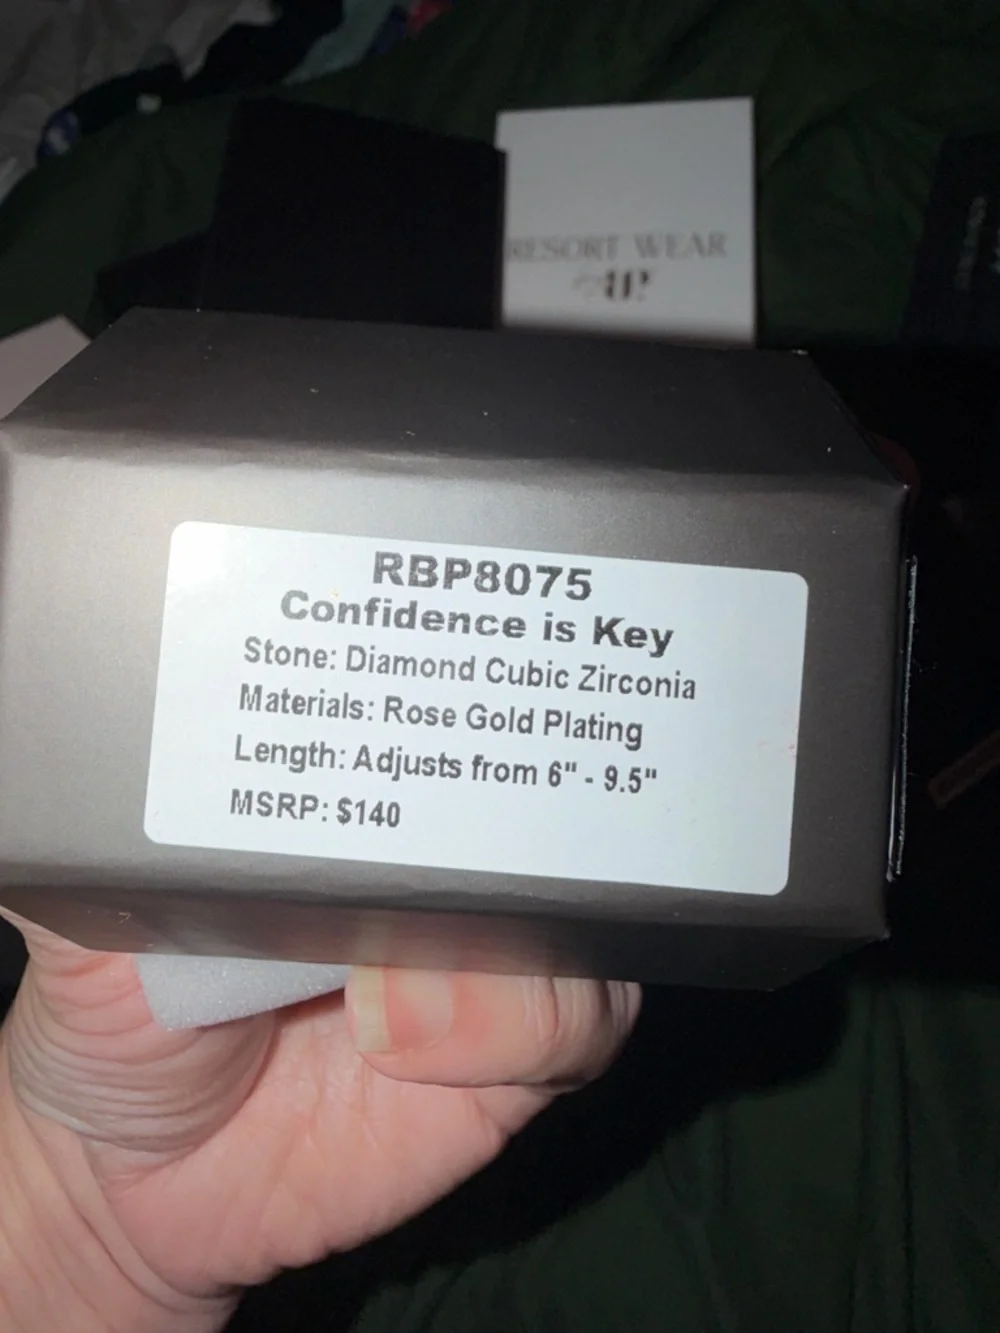 RESORT WEAR
RBP8075
Confidence is Key
Stone: Diamond Cubic Zirconia
Materials: Rose Gold Plating
Length: Adjusts from 6" - 9.5"
MSRP: $140